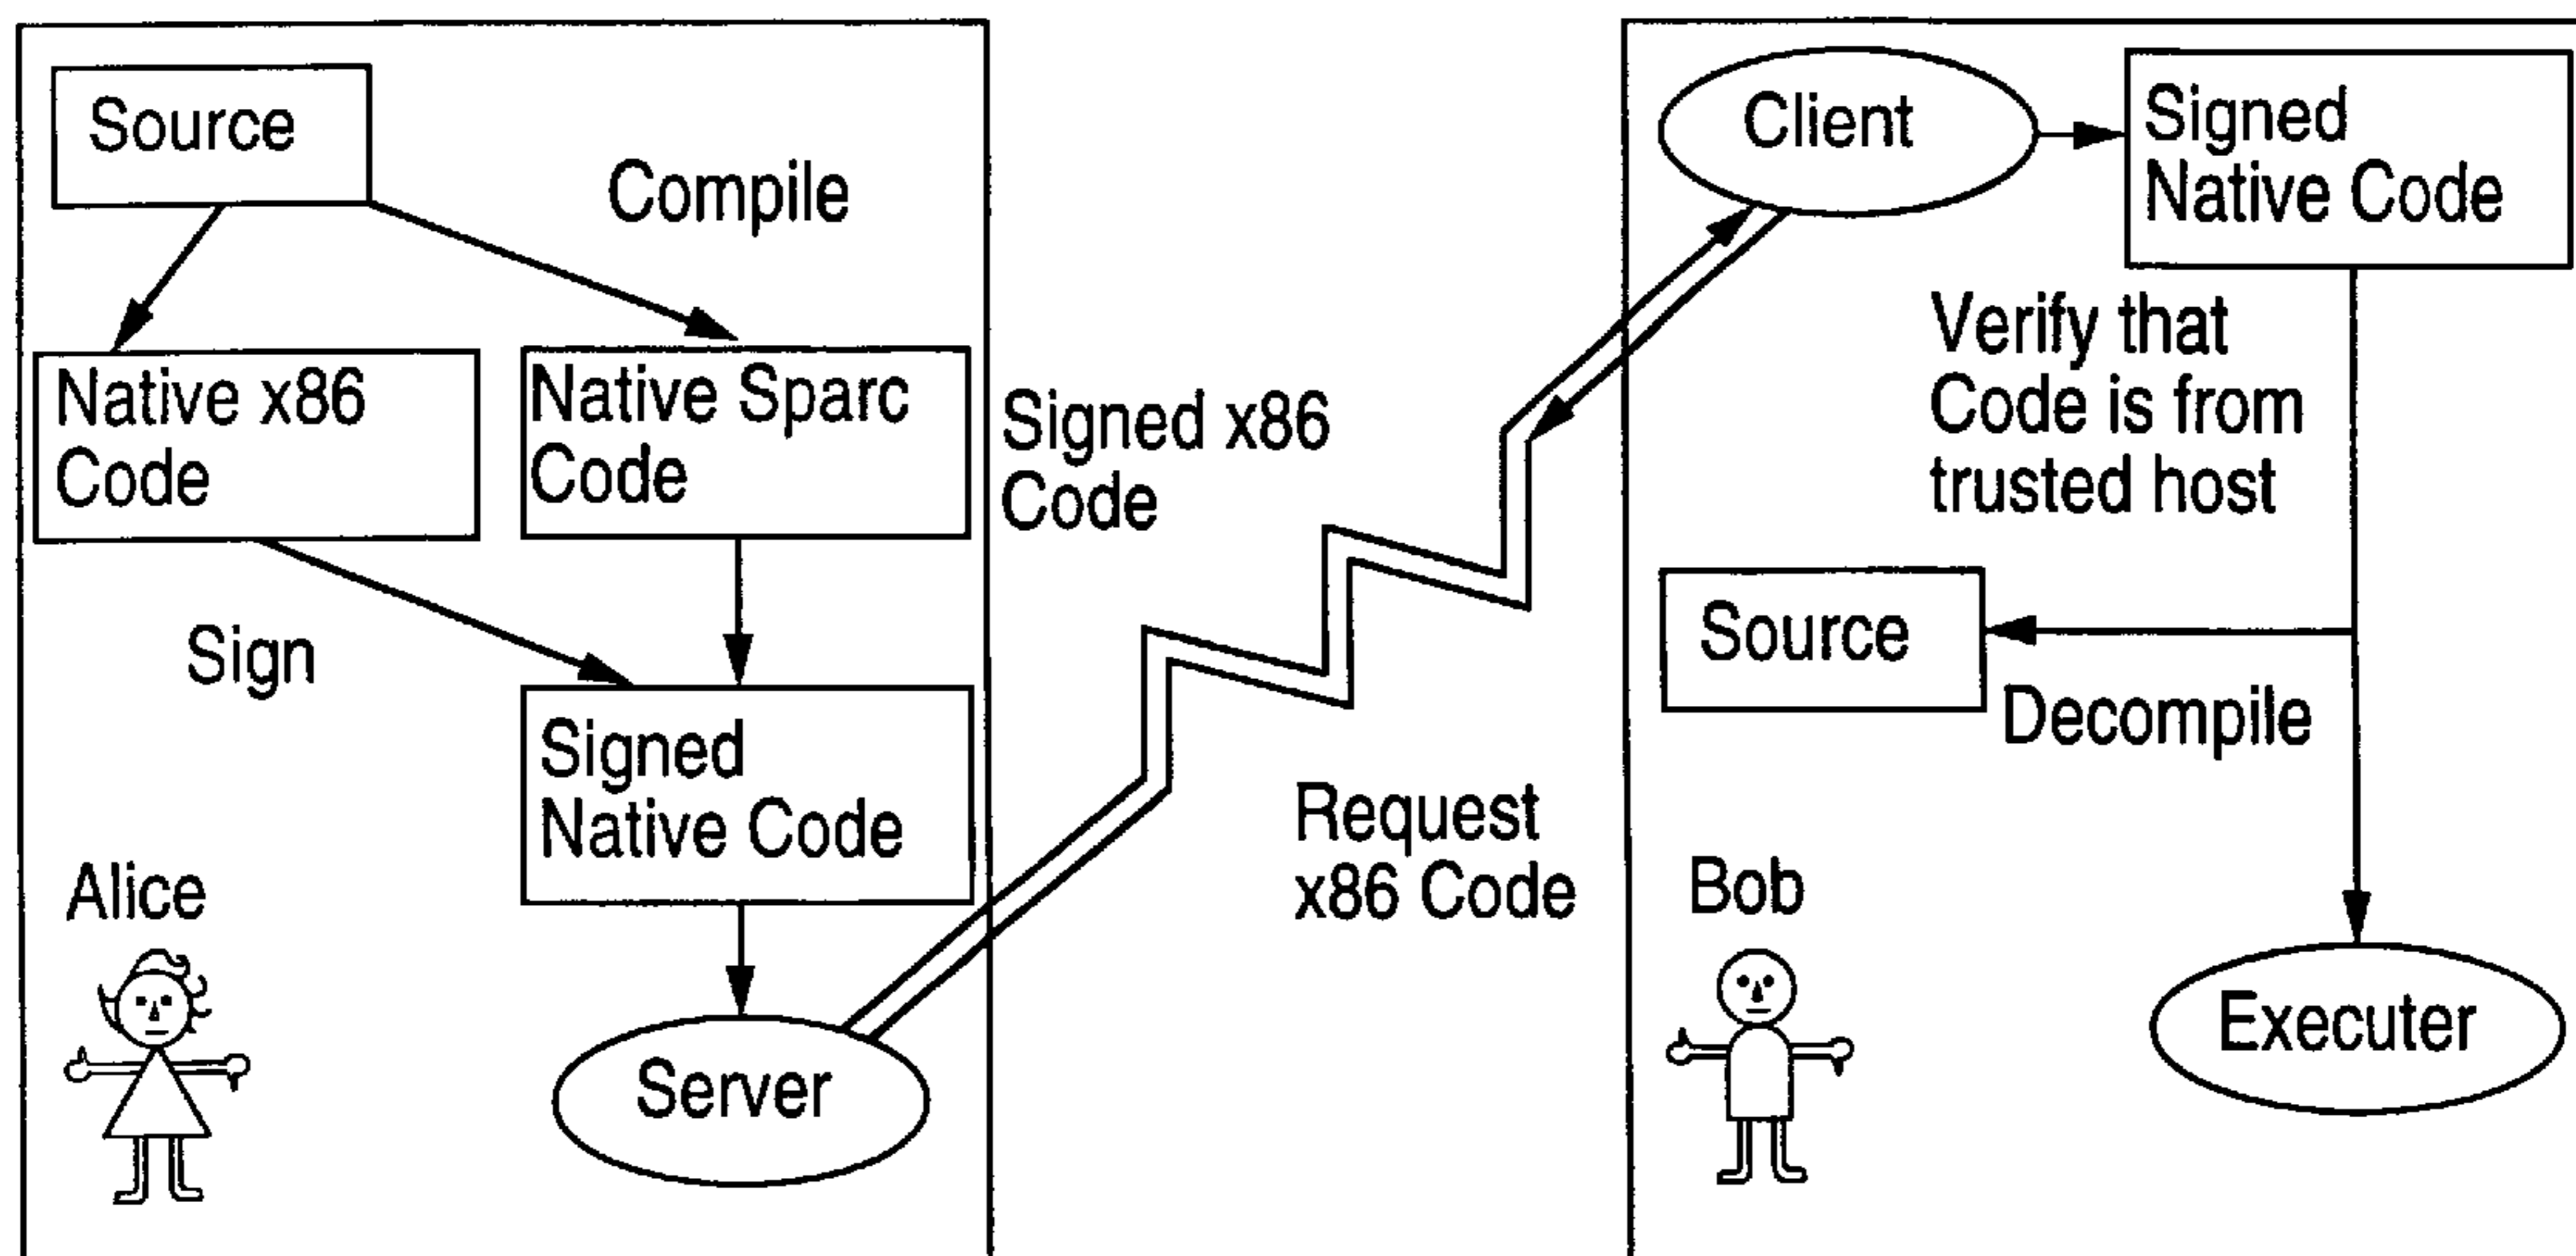 Source
Compile
Native x86
Code
Native Sparc
Code
Sign
Signed
Native Code
Alice
Server
Signed x86
Code
Request
x86 Code
Client
Signed
Native Code
Verify that
Code is from
trusted host
Source
Decompile
Bob
Executer